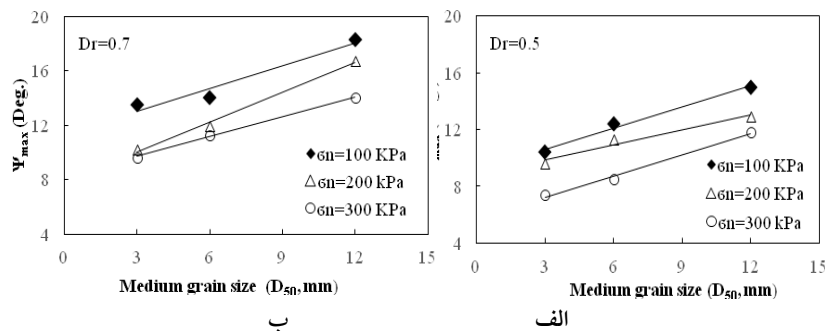 Dr=0.7
Ψmax (Deg.)
20
16
12
8
4
σn=100 KPa
σn=200 kPa
σn=300 KPa
0 3 6 9 12 15
Medium grain size (D50, mm)
ب
Dr=0.5
20
16
12
8
4
σn=100 KPa
σn=200 KPa
σn=300 kPa
0 3 6 9 12 15
Medium grain size (D50, mm)
الف